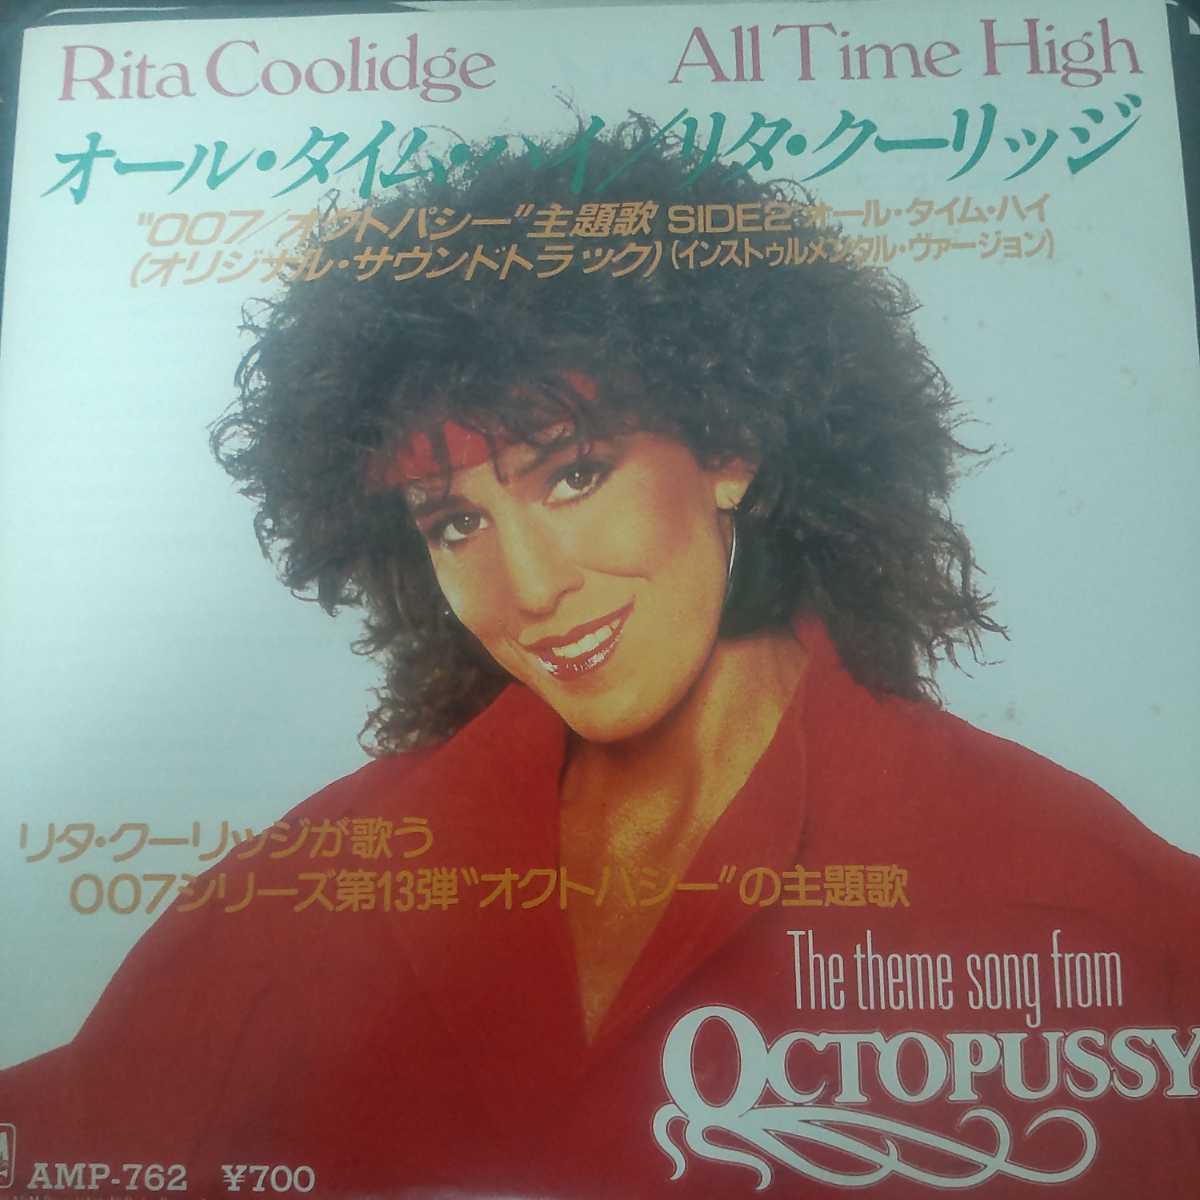 Rita Coolidge All Time High
オール・タイム・ハイ/リタ・クーリッジ
“007/オクトパシー”主題歌 SIDE2 オール・タイム・ハイ
(オリジナル・サウンドトラック) (インストゥルメンタル・ヴァージョン)
リタ・クーリッジが歌う
007シリーズ第13弾“オクトパシー”の主題歌
The theme song from
OCTOPUSSY
AMP-762 ¥700